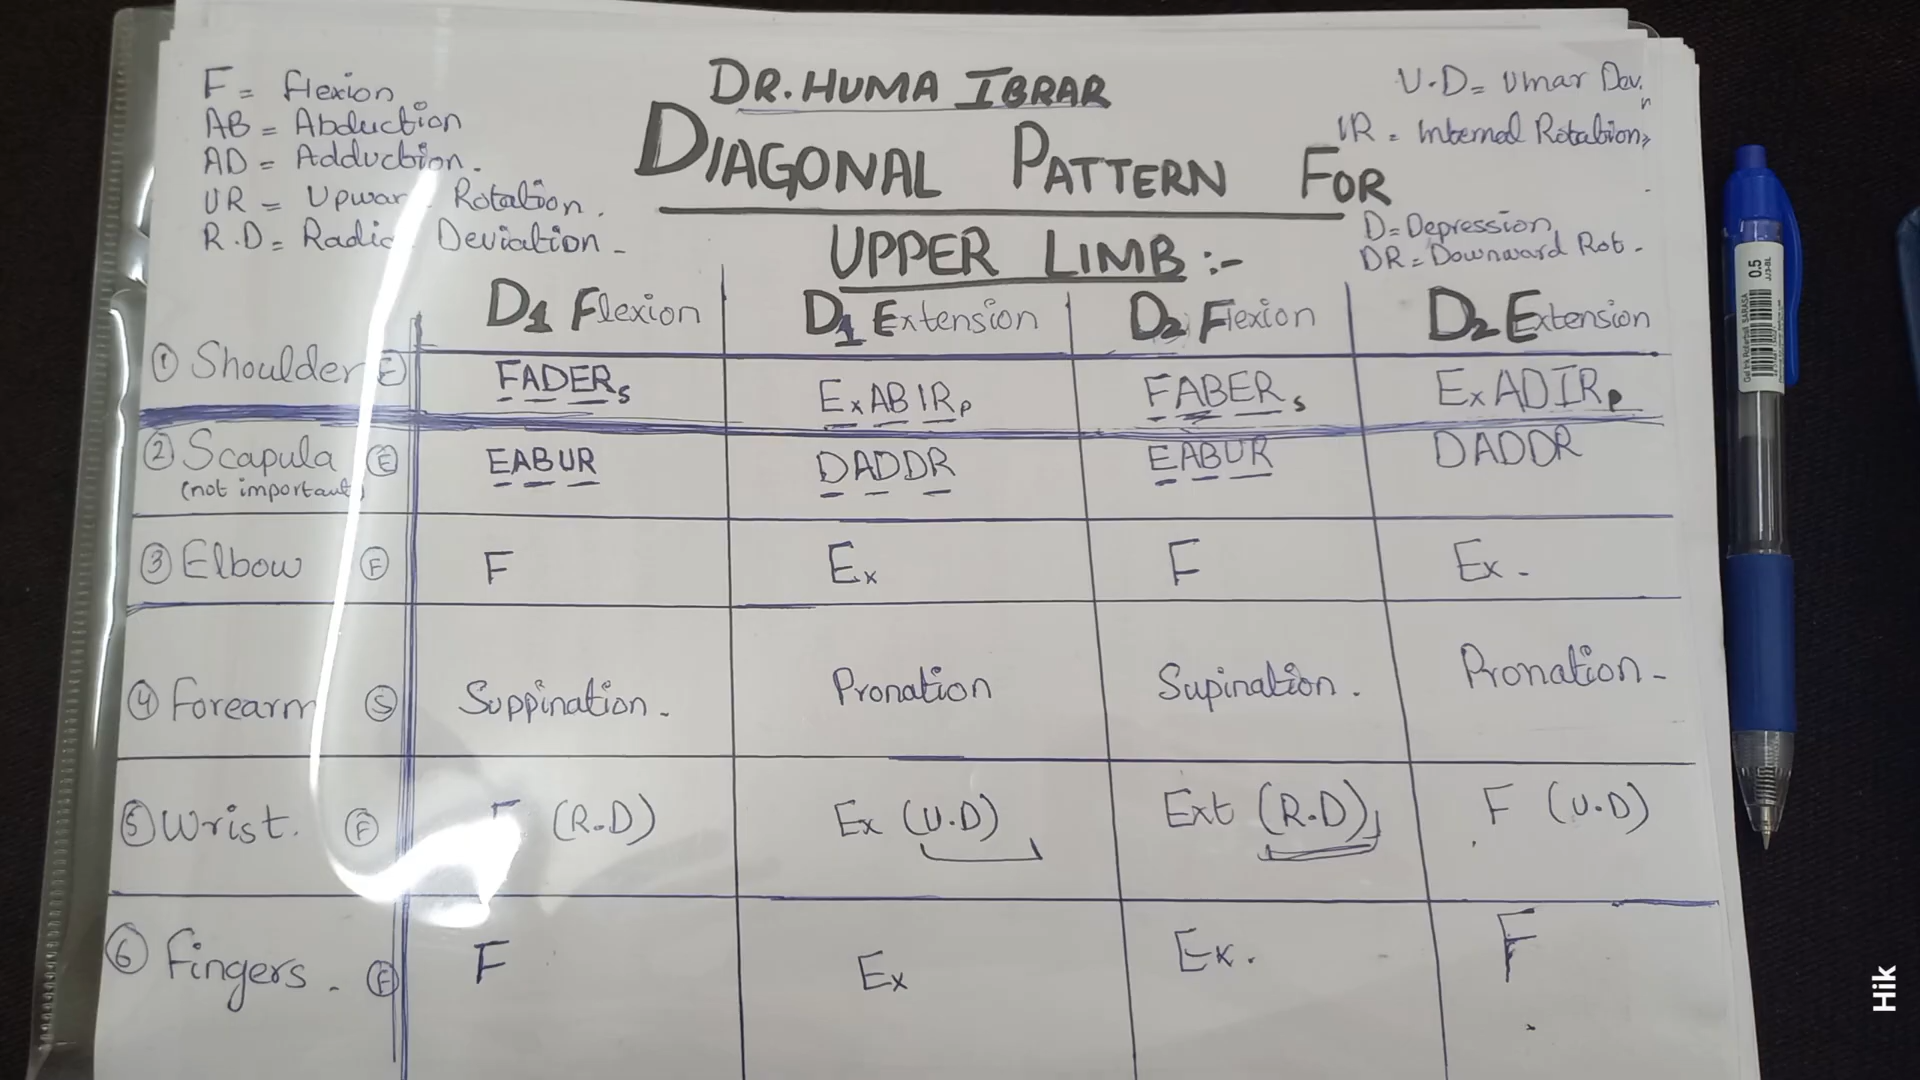 DR. HUMA IBRAR
DIAGONAL PATTERN FOR
UPPER LIMB :-
F = flexion
AB = Abduction
AD = Adduction.
UR = Upwar Rotation.
R.D = Radia Deviation -
U.D = Ulnar Dev.
IR = Internal Rotation
D = Depression
DR = Downward Rot -
D1 Flexion D1 Extension D2 Flexion D2 Extension
① Shoulder FADERs ExABIRp FABERs ExADIRp
② Scapula Ⓔ EABUR DADDR EABUR DADDR
(not important)
③ Elbow Ⓕ F Ex F Ex -
④ Forearm Ⓢ Suppination - Pronation Supination . Pronation -
⑤ Wrist. Ⓕ F (R.D) Ex (U.D) Ext (R.D) F (U.D)
⑥ Fingers. Ⓕ F Ex Ex. F
0.5
Hik